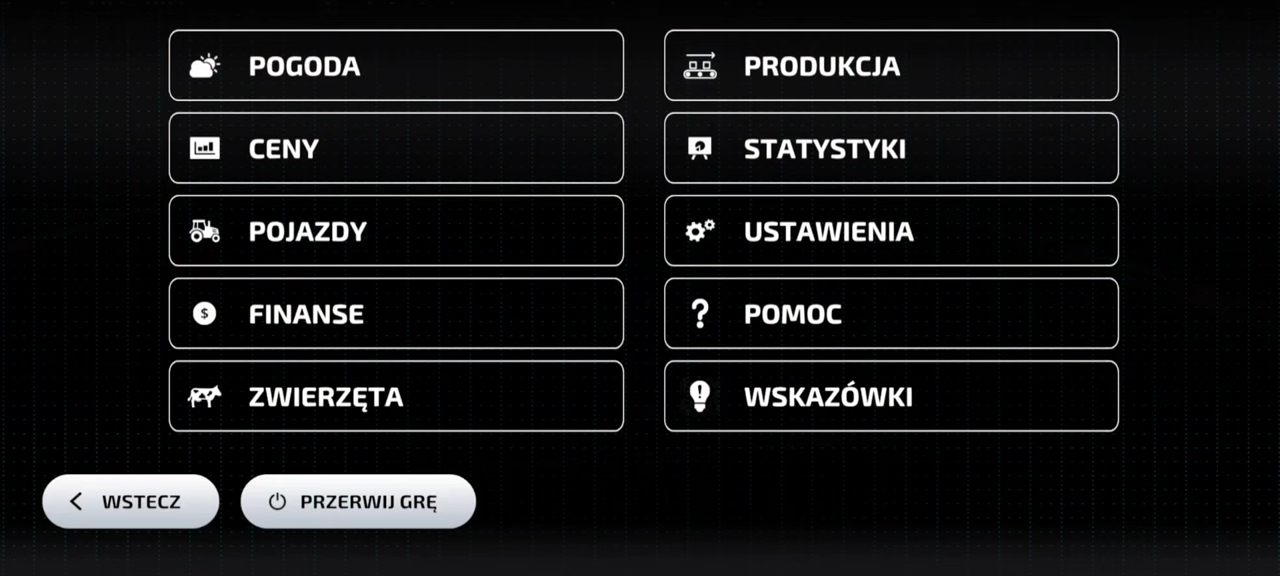 POGODA
PRODUKCJA
CENY
STATYSTYKI
POJAZDY
USTAWIENIA
FINANSE
POMOC
ZWIERZĘTA
WSKAZÓWKI
WSTECZ
PRZERWIJ GRĘ